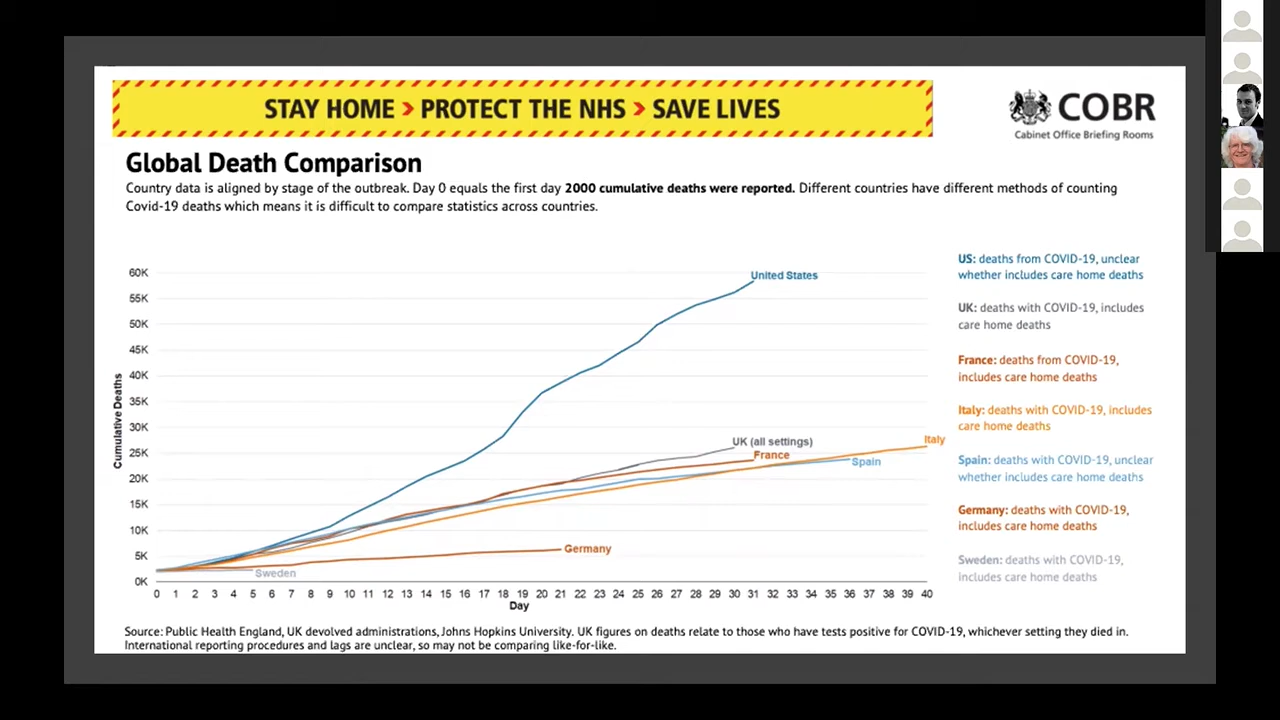 STAY HOME > PROTECT THE NHS > SAVE LIVES
COBR
Cabinet Office Briefing Rooms
Global Death Comparison
Country data is aligned by stage of the outbreak. Day 0 equals the first day 2000 cumulative deaths were reported. Different countries have different methods of counting
Covid-19 deaths which means it is difficult to compare statistics across countries.
Cumulative Deaths
60K
55K
50K
45K
40K
35K
30K
25K
20K
15K
10K
5K
0K
United States
UK (all settings)
France
Italy
Spain
Germany
Sweden
0 1 2 3 4 5 6 7 8 9 10 11 12 13 14 15 16 17 18 19 20 21 22 23 24 25 26 27 28 29 30 31 32 33 34 35 36 37 38 39 40
Day
US: deaths from COVID-19, unclear
whether includes care home deaths
UK: deaths with COVID-19, includes
care home deaths
France: deaths from COVID-19,
includes care home deaths
Italy: deaths with COVID-19, includes
care home deaths
Spain: deaths with COVID-19, unclear
whether includes care home deaths
Germany: deaths with COVID-19,
includes care home deaths
Sweden: deaths with COVID-19,
includes care home deaths
Source: Public Health England, UK devolved administrations, Johns Hopkins University. UK figures on deaths relate to those who have tests positive for COVID-19, whichever setting they died in.
International reporting procedures and lags are unclear, so may not be comparing like-for-like.